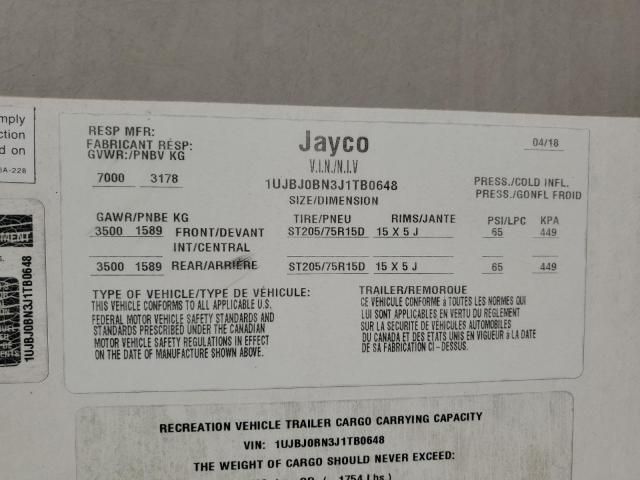 mply
ction
d on
BA-228
RESP MFR:
FABRICANT RÉSP:
GVWR:/PNBV KG
7000 3178
Jayco
V.I.N./N.I.V
1UJBJ0BN3J1TB0648
SIZE/DIMENSION
04/18
PRESS./COLD INFL.
PRESS./GONFL FROID
GAWR/PNBE KG TIRE/PNEU RIMS/JANTE PSI/LPC KPA
3500 1589 FRONT/DEVANT ST205/75R15D 15 X 5 J 65 449
INT/CENTRAL
3500 1589 REAR/ARRIÈRE ST205/75R15D 15 X 5 J 65 449
TYPE OF VEHICLE/TYPE DE VÉHICULE:
THIS VEHICLE CONFORMS TO ALL APPLICABLE U.S.
FEDERAL MOTOR VEHICLE SAFETY STANDARDS AND
STANDARDS PRESCRIBED UNDER THE CANADIAN
MOTOR VEHICLE SAFETY REGULATIONS IN EFFECT
ON THE DATE OF MANUFACTURE SHOWN ABOVE.
TRAILER/REMORQUE
CE VÉHICULE CONFORME à TOUTES LES NORMES QUI
LUI SONT APPLICABLES EN VERTU DU RÈGLEMENT
SUR LA SECURITE DE VEHICULES AUTOMOBILES
DU CANADA ET DES ETATS UNIS EN VIGUEUR à LA DATE
DE SA FABRICATION CI-DESSUS.
1UJBJ0BN3J1TB0648
RECREATION VEHICLE TRAILER CARGO CARRYING CAPACITY
VIN: 1UJBJ0BN3J1TB0648
THE WEIGHT OF CARGO SHOULD NEVER EXCEED:
1754 Lbs.)